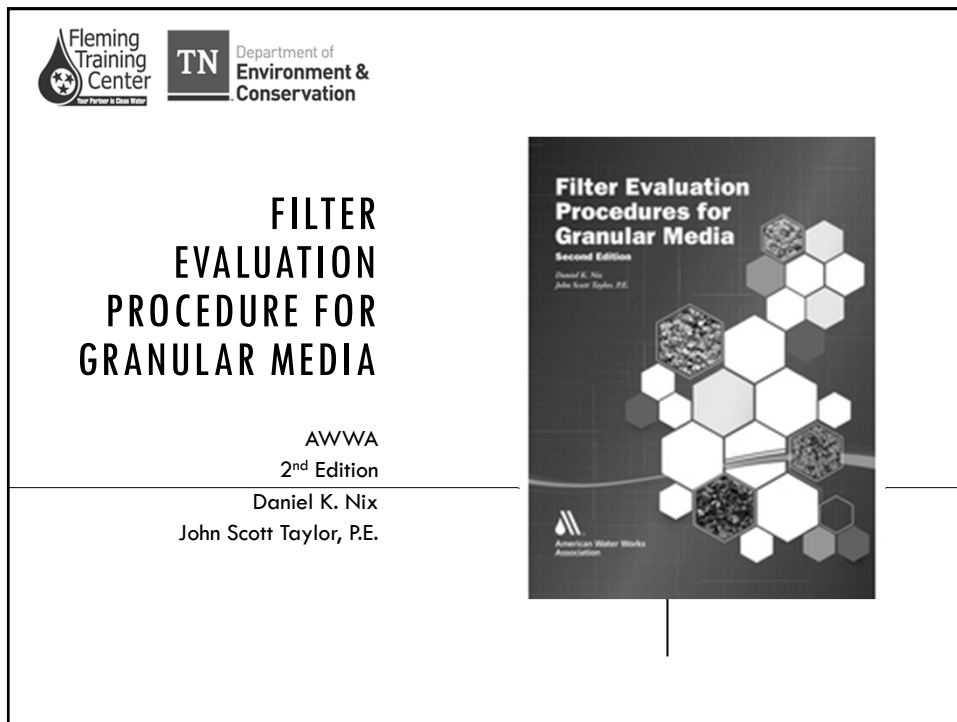 Fleming
Training
Center
Your Partner in Clean Water
TN
Department of
Environment &
Conservation
FILTER
EVALUATION
PROCEDURE FOR
GRANULAR MEDIA
AWWA
2nd Edition
Daniel K. Nix
John Scott Taylor, P.E.
Filter Evaluation
Procedures for
Granular Media
Second Edition
Daniel K. Nix
John Scott Taylor, P.E.
American Water Works
Association